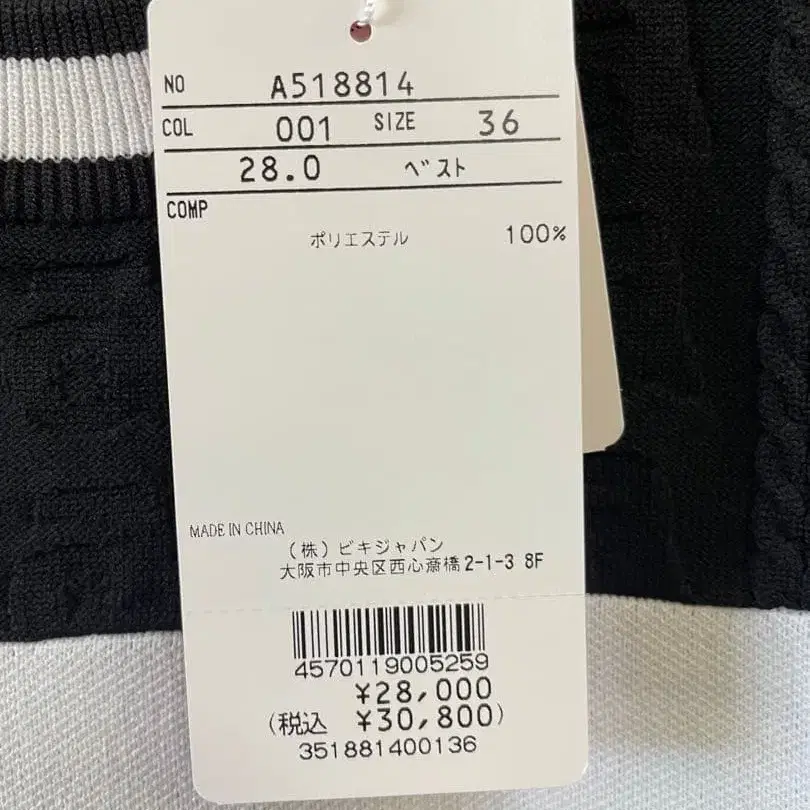 NO A518814
COL 001 SIZE 36
28.0 ベスト
COMP
ポリエステル 100%
MADE IN CHINA
(株)ビキジャパン
大阪市中央区西心斎橋2-1-3 8F
4570119005259
¥28,000
(税込 ¥30,800)
351881400136